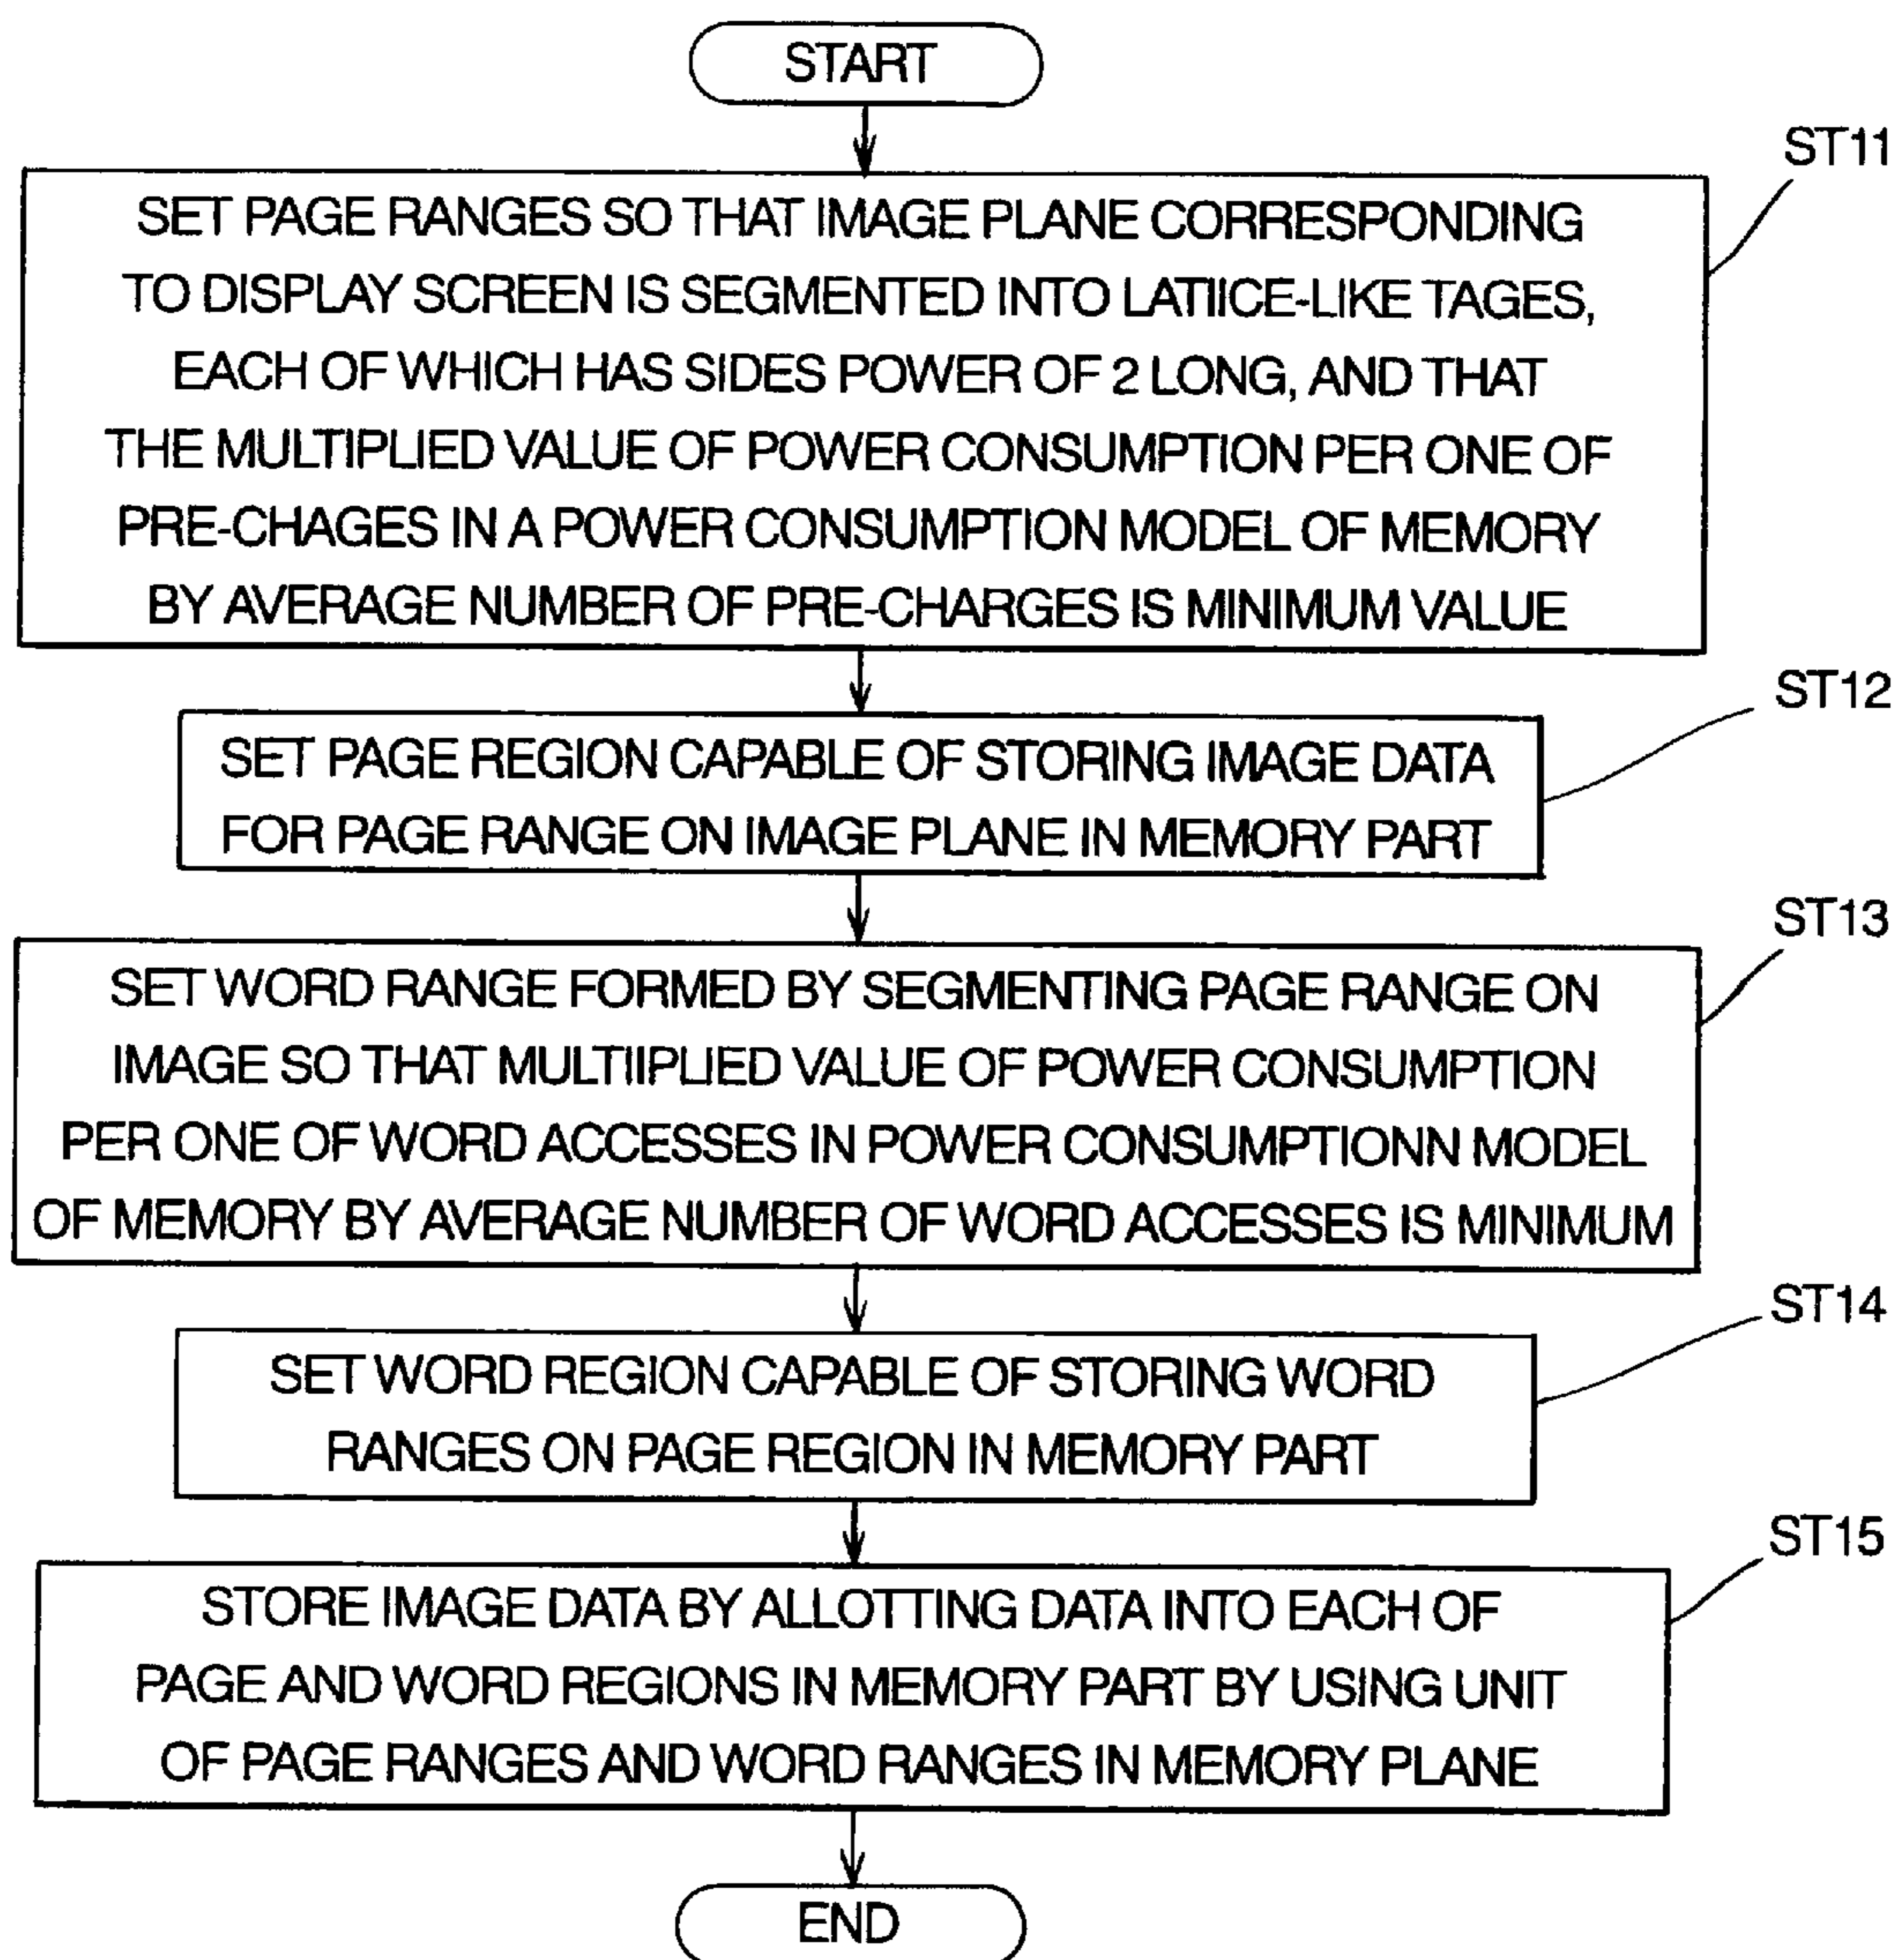 START
ST11
SET PAGE RANGES SO THAT IMAGE PLANE CORRESPONDING
TO DISPLAY SCREEN IS SEGMENTED INTO LATIICE-LIKE TAGES,
EACH OF WHICH HAS SIDES POWER OF 2 LONG, AND THAT
THE MULTIPLIED VALUE OF POWER CONSUMPTION PER ONE OF
PRE-CHAGES IN A POWER CONSUMPTION MODEL OF MEMORY
BY AVERAGE NUMBER OF PRE-CHARGES IS MINIMUM VALUE
ST12
SET PAGE REGION CAPABLE OF STORING IMAGE DATA
FOR PAGE RANGE ON IMAGE PLANE IN MEMORY PART
ST13
SET WORD RANGE FORMED BY SEGMENTING PAGE RANGE ON
IMAGE SO THAT MULTIIPLIED VALUE OF POWER CONSUMPTION
PER ONE OF WORD ACCESSES IN POWER CONSUMPTIONN MODEL
OF MEMORY BY AVERAGE NUMBER OF WORD ACCESSES IS MINIMUM
ST14
SET WORD REGION CAPABLE OF STORING WORD
RANGES ON PAGE REGION IN MEMORY PART
ST15
STORE IMAGE DATA BY ALLOTTING DATA INTO EACH OF
PAGE AND WORD REGIONS IN MEMORY PART BY USING UNIT
OF PAGE RANGES AND WORD RANGES IN MEMORY PLANE
END